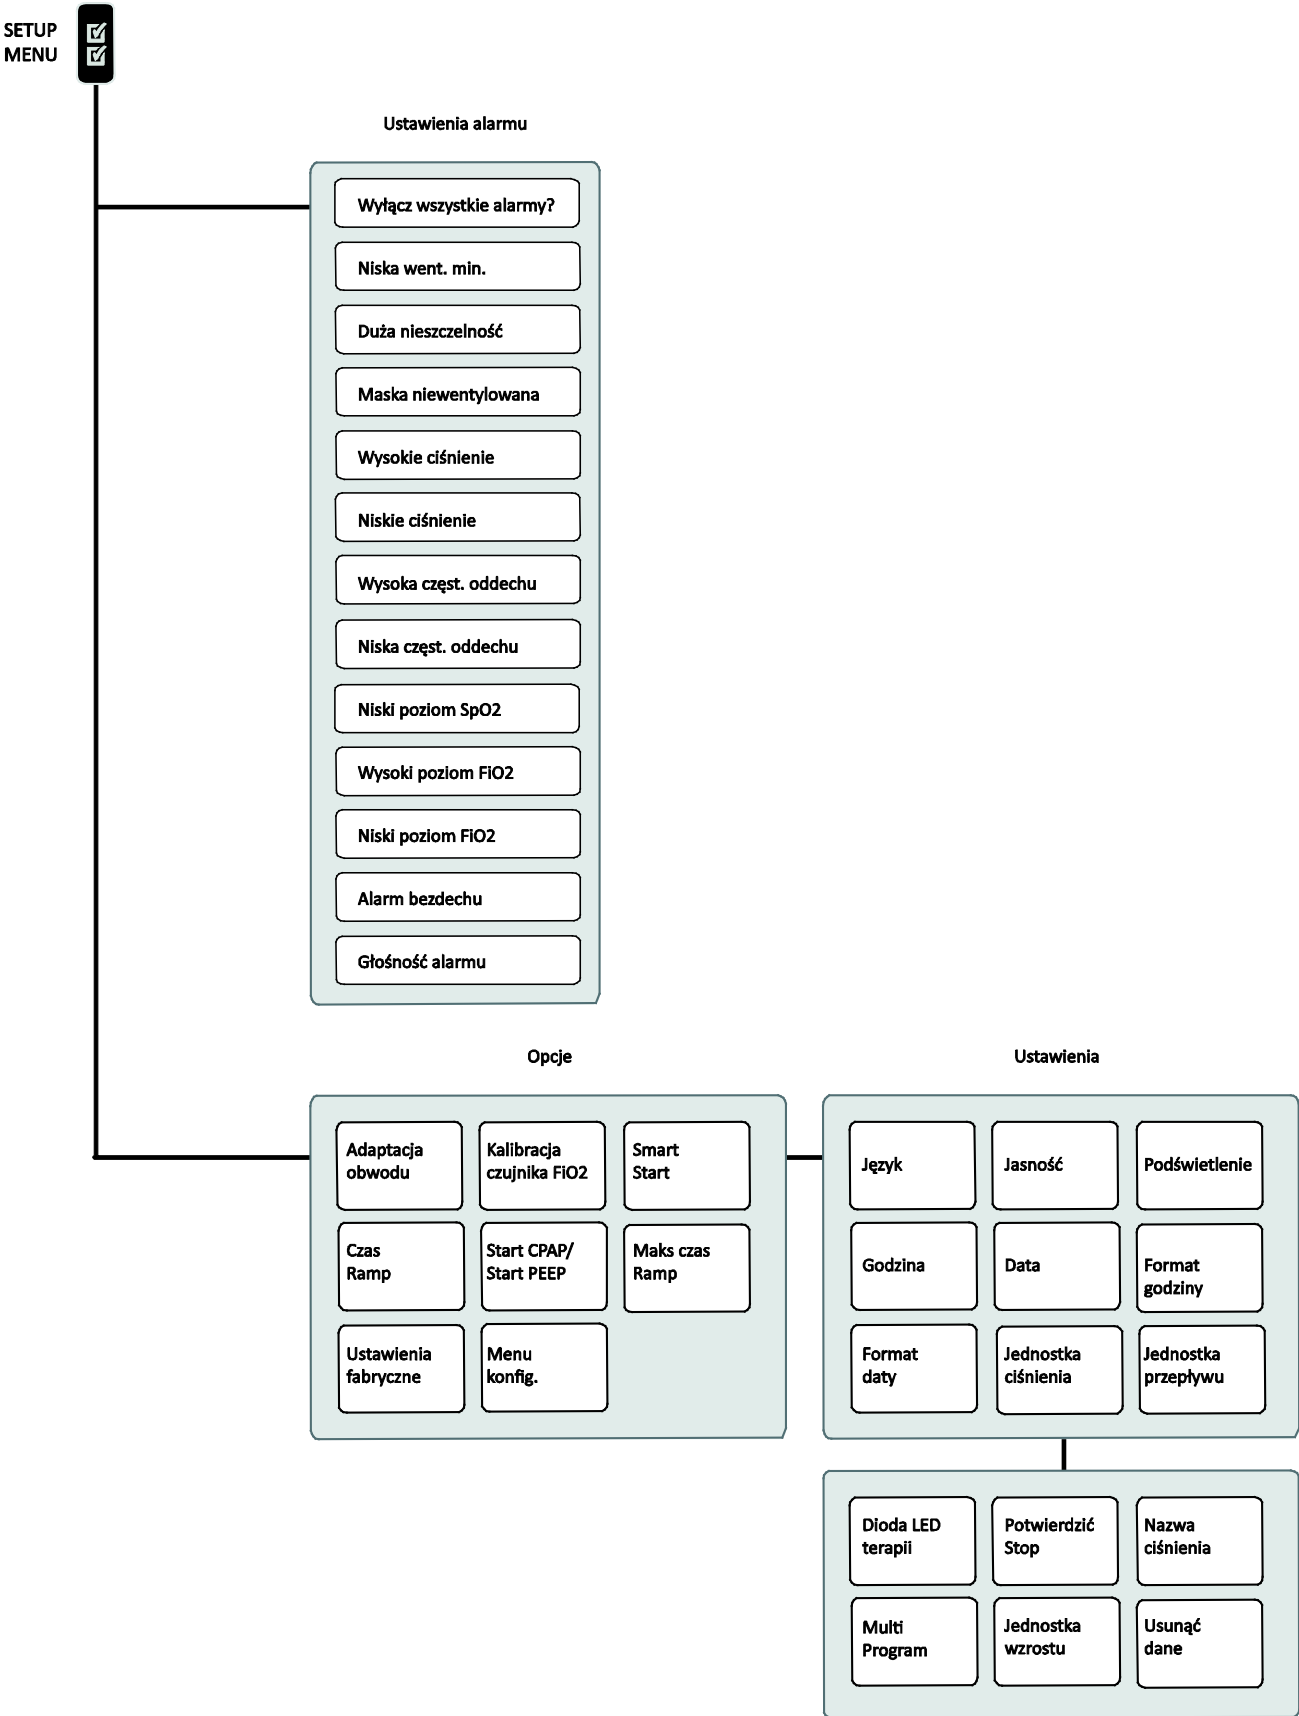 SETUP
MENU
Ustawienia alarmu
Wyłącz wszystkie alarmy?
Niska went. min.
Duża nieszczelność
Maska niewentylowana
Wysokie ciśnienie
Niskie ciśnienie
Wysoka częst. oddechu
Niska częst. oddechu
Niski poziom SpO2
Wysoki poziom FiO2
Niski poziom FiO2
Alarm bezdechu
Głośność alarmu
Opcje
Adaptacja
obwodu
Kalibracja
czujnika FiO2
Smart
Start
Czas
Ramp
Start CPAP/
Start PEEP
Maks czas
Ramp
Ustawienia
fabryczne
Menu
konfig.
Ustawienia
Język
Jasność
Podświetlenie
Godzina
Data
Format
godziny
Format
daty
Jednostka
ciśnienia
Jednostka
przepływu
Dioda LED
terapii
Potwierdzić
Stop
Nazwa
ciśnienia
Multi
Program
Jednostka
wzrostu
Usunąć
dane